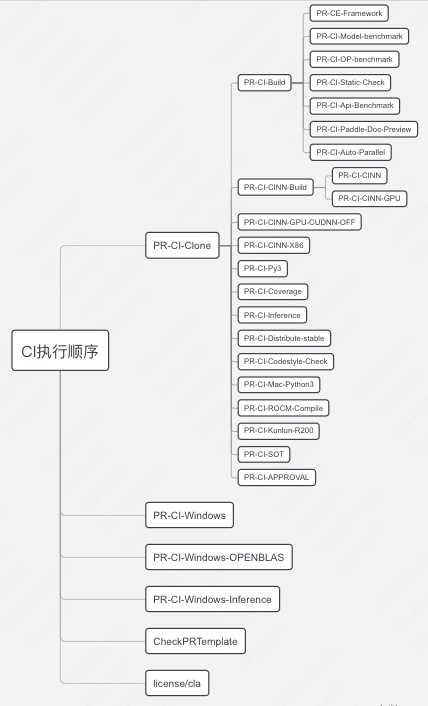 CI执行顺序
PR-CI-Clone
PR-CI-Build
PR-CE-Framework
PR-CI-Model-benchmark
PR-CI-OP-benchmark
PR-CI-Static-Check
PR-CI-Api-Benchmark
PR-CI-Paddle-Doc-Preview
PR-CI-Auto-Parallel
PR-CI-CINN-Build
PR-CI-CINN
PR-CI-CINN-GPU
PR-CI-CINN-GPU-CUDNN-OFF
PR-CI-CINN-X86
PR-CI-Py3
PR-CI-Coverage
PR-CI-Inference
PR-CI-Distribute-stable
PR-CI-Codestyle-Check
PR-CI-Mac-Python3
PR-CI-ROCM-Compile
PR-CI-Kunlun-R200
PR-CI-SOT
PR-CI-APPROVAL
PR-CI-Windows
PR-CI-Windows-OPENBLAS
PR-CI-Windows-Inference
CheckPRTemplate
license/cla